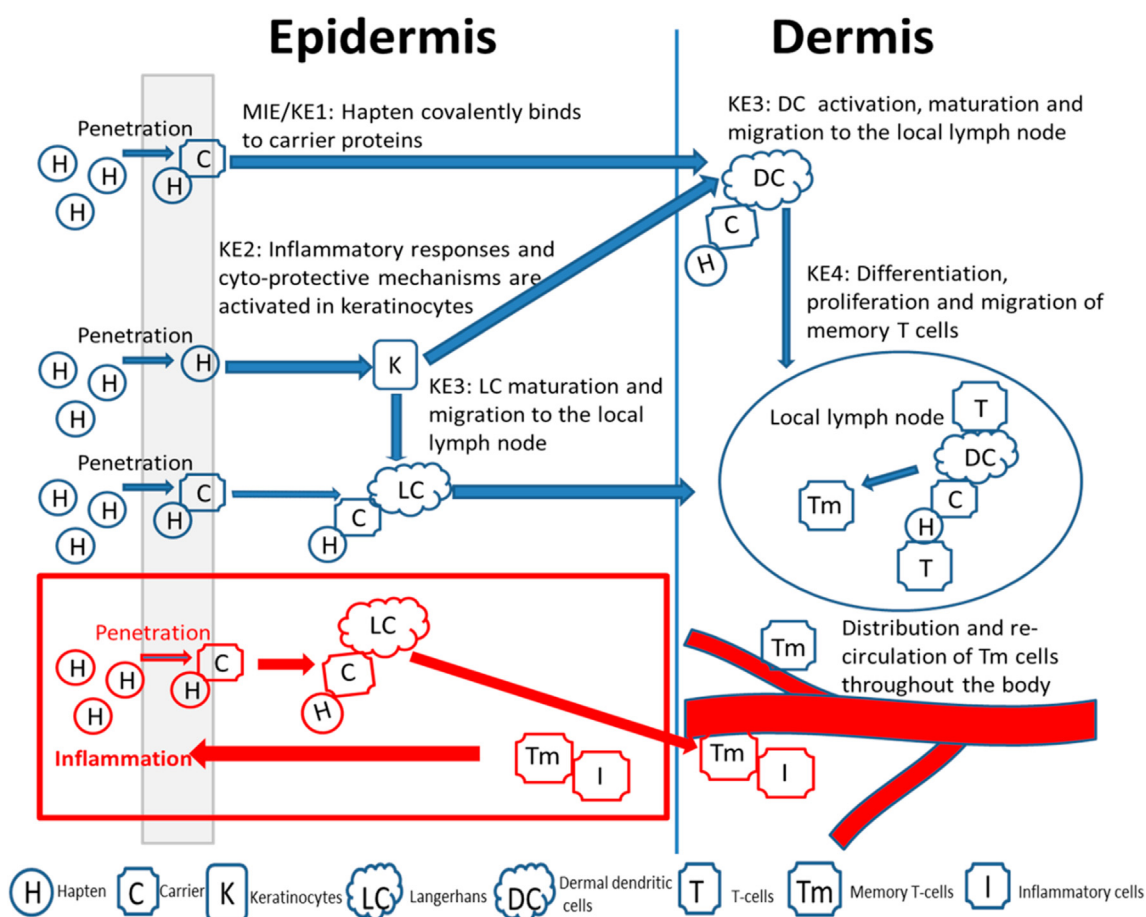 Epidermis
Dermis
MIE/KE1: Hapten covalently binds
to carrier proteins
KE3: DC activation, maturation and
migration to the local lymph node
Penetration
H
H
H
C
H
DC
C
H
KE2: Inflammatory responses and
cyto-protective mechanisms are
activated in keratinocytes
KE4: Differentiation,
proliferation and migration of
memory T cells
Penetration
H
H
H
H
K
KE3: LC maturation and
migration to the local
lymph node
Local lymph node
T
DC
C
H
T
Tm
Penetration
H
H
H
C
H
LC
C
H
Penetration
H
H
H
C
H
LC
C
H
Inflammation
Tm
I
Tm
Distribution and re-
circulation of Tm cells
throughout the body
Tm
I
H Hapten
C Carrier
K Keratinocytes
LC Langerhans
DC Dermal dendritic
cells
T T-cells
Tm Memory T-cells
I Inflammatory cells